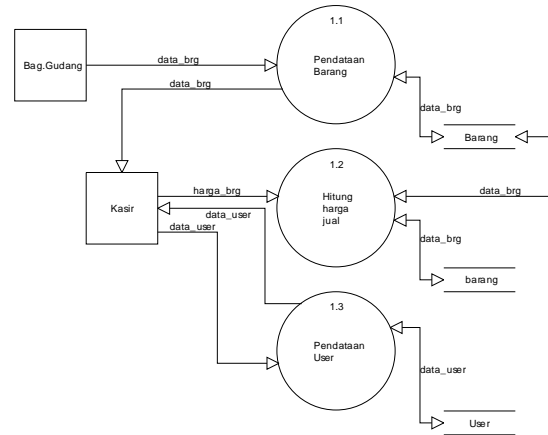 1.1
Pendataan
Barang
Bag.Gudang
data_brg
data_brg
data_brg
Barang
1.2
Hitung
harga
jual
Kasir
harga_brg
data_brg
data_user
data_user
data_brg
barang
1.3
Pendataan
User
data_user
User